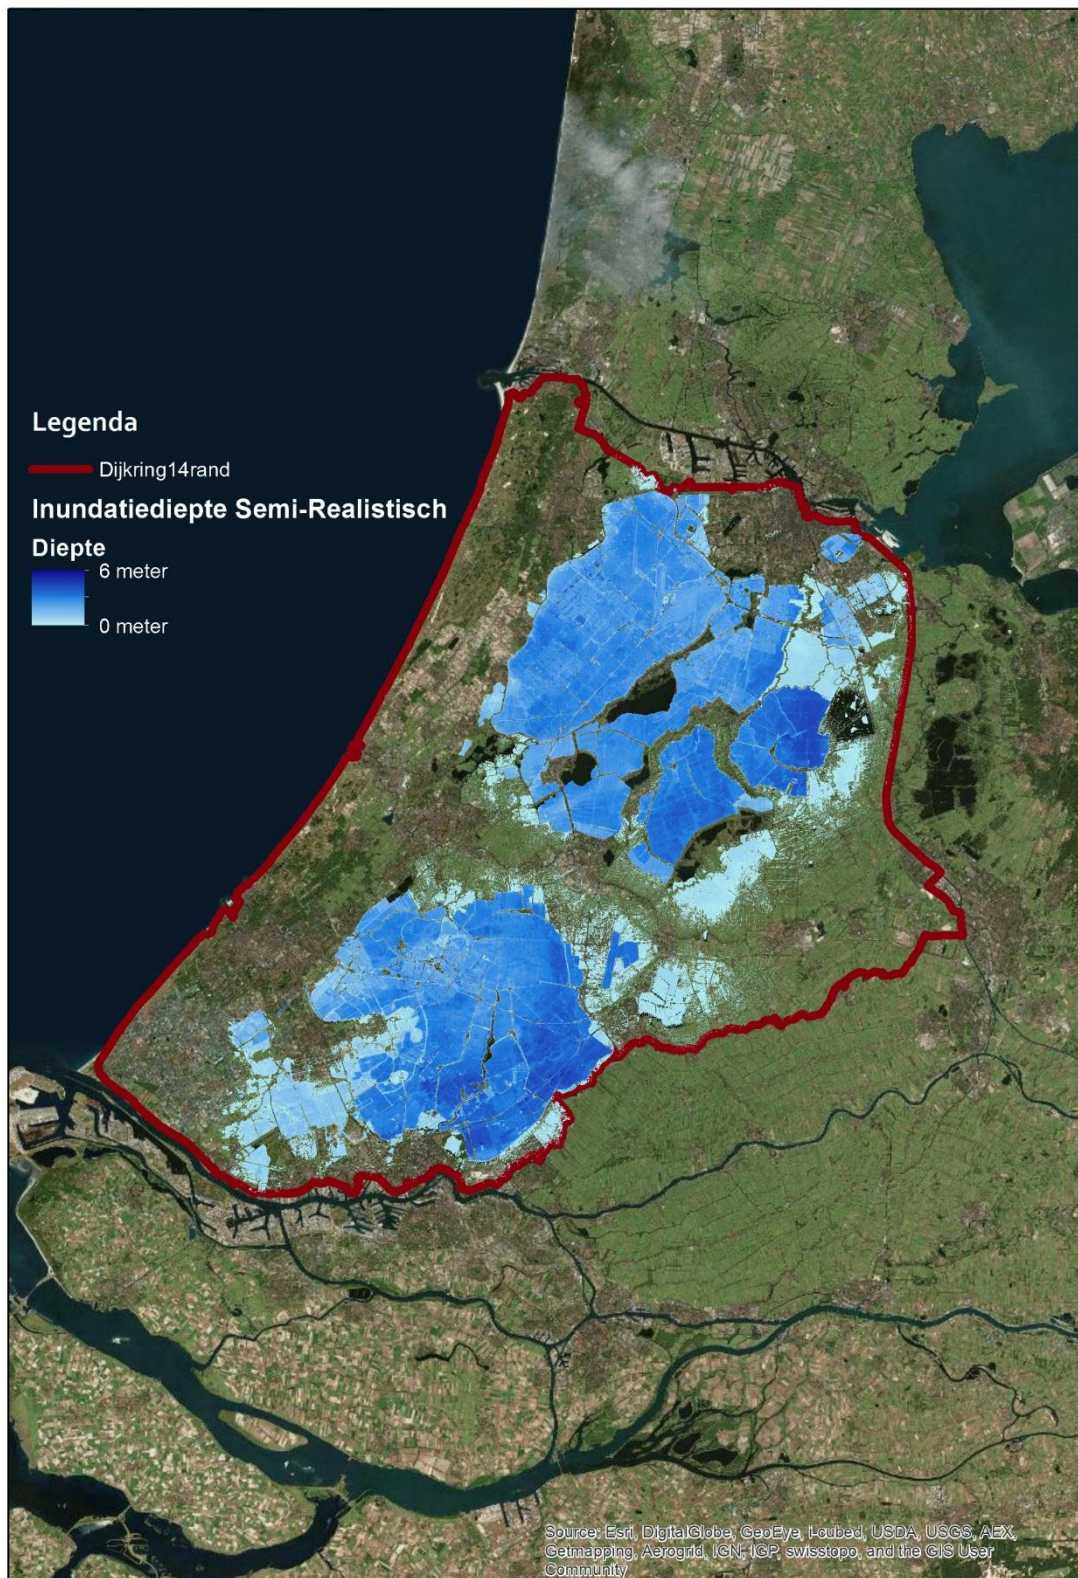 Legenda
Dijkring14rand
Inundatiediepte Semi-Realistisch
Diepte
6 meter
0 meter
Source: Esri, DigitalGlobe, GeoEye, i-cubed, USDA, USGS, AEX,
Getmapping, Aerogrid, IGN, IGP, swisstopo, and the GIS User
Community